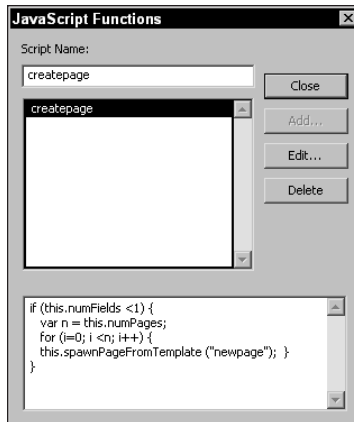 JavaScript Functions
Script Name:
createpage
Close
createpage
Add...
Edit...
Delete
if (this.numFields <1) {
var n = this.numPages;
for (i=0; i <n; i++) {
this.spawnPageFromTemplate ("newpage"); }
}